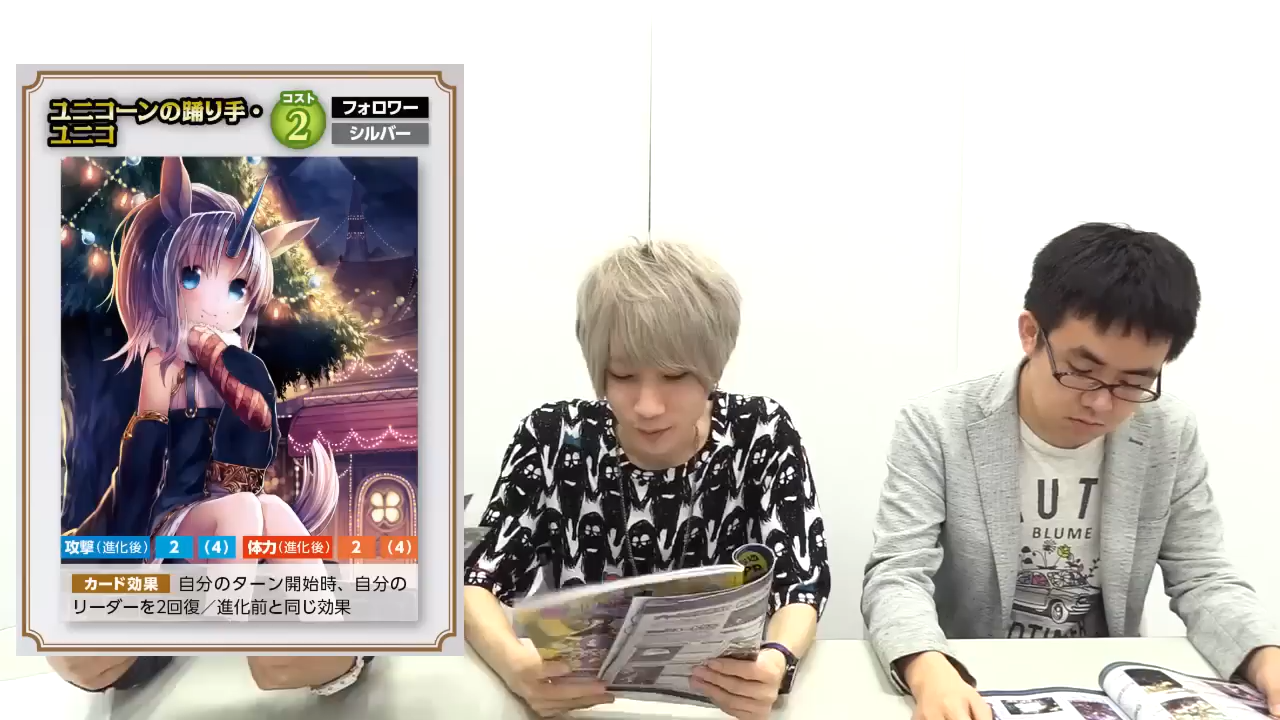 ユニコーンの踊り手・
ユニコ
コスト
2
フォロワー
シルバー
攻撃(進化後) 2 (4) 体力(進化後) 2 (4)
カード効果 自分のターン開始時、自分の
リーダーを2回復／進化前と同じ効果
AUT
BLUME